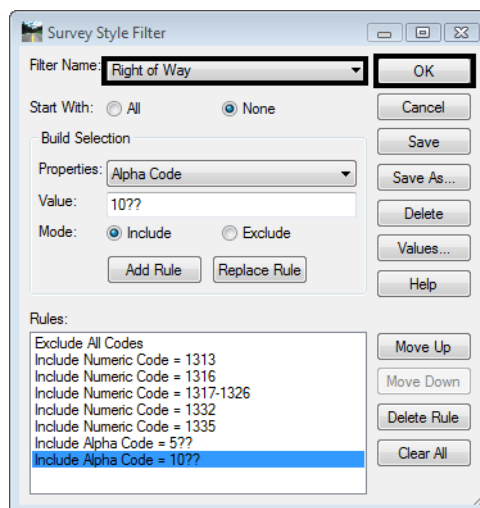 Survey Style Filter
Filter Name: Right of Way OK
Start With: All None Cancel
Build Selection Save
Properties: Alpha Code Save As...
Value: 10?? Delete
Mode: Include Exclude Values...
Add Rule Replace Rule Help
Rules:
Exclude All Codes
Include Numeric Code = 1313 Move Up
Include Numeric Code = 1316
Include Numeric Code = 1317-1326 Move Down
Include Numeric Code = 1332
Include Numeric Code = 1335 Delete Rule
Include Alpha Code = 5??
Include Alpha Code = 10?? Clear All